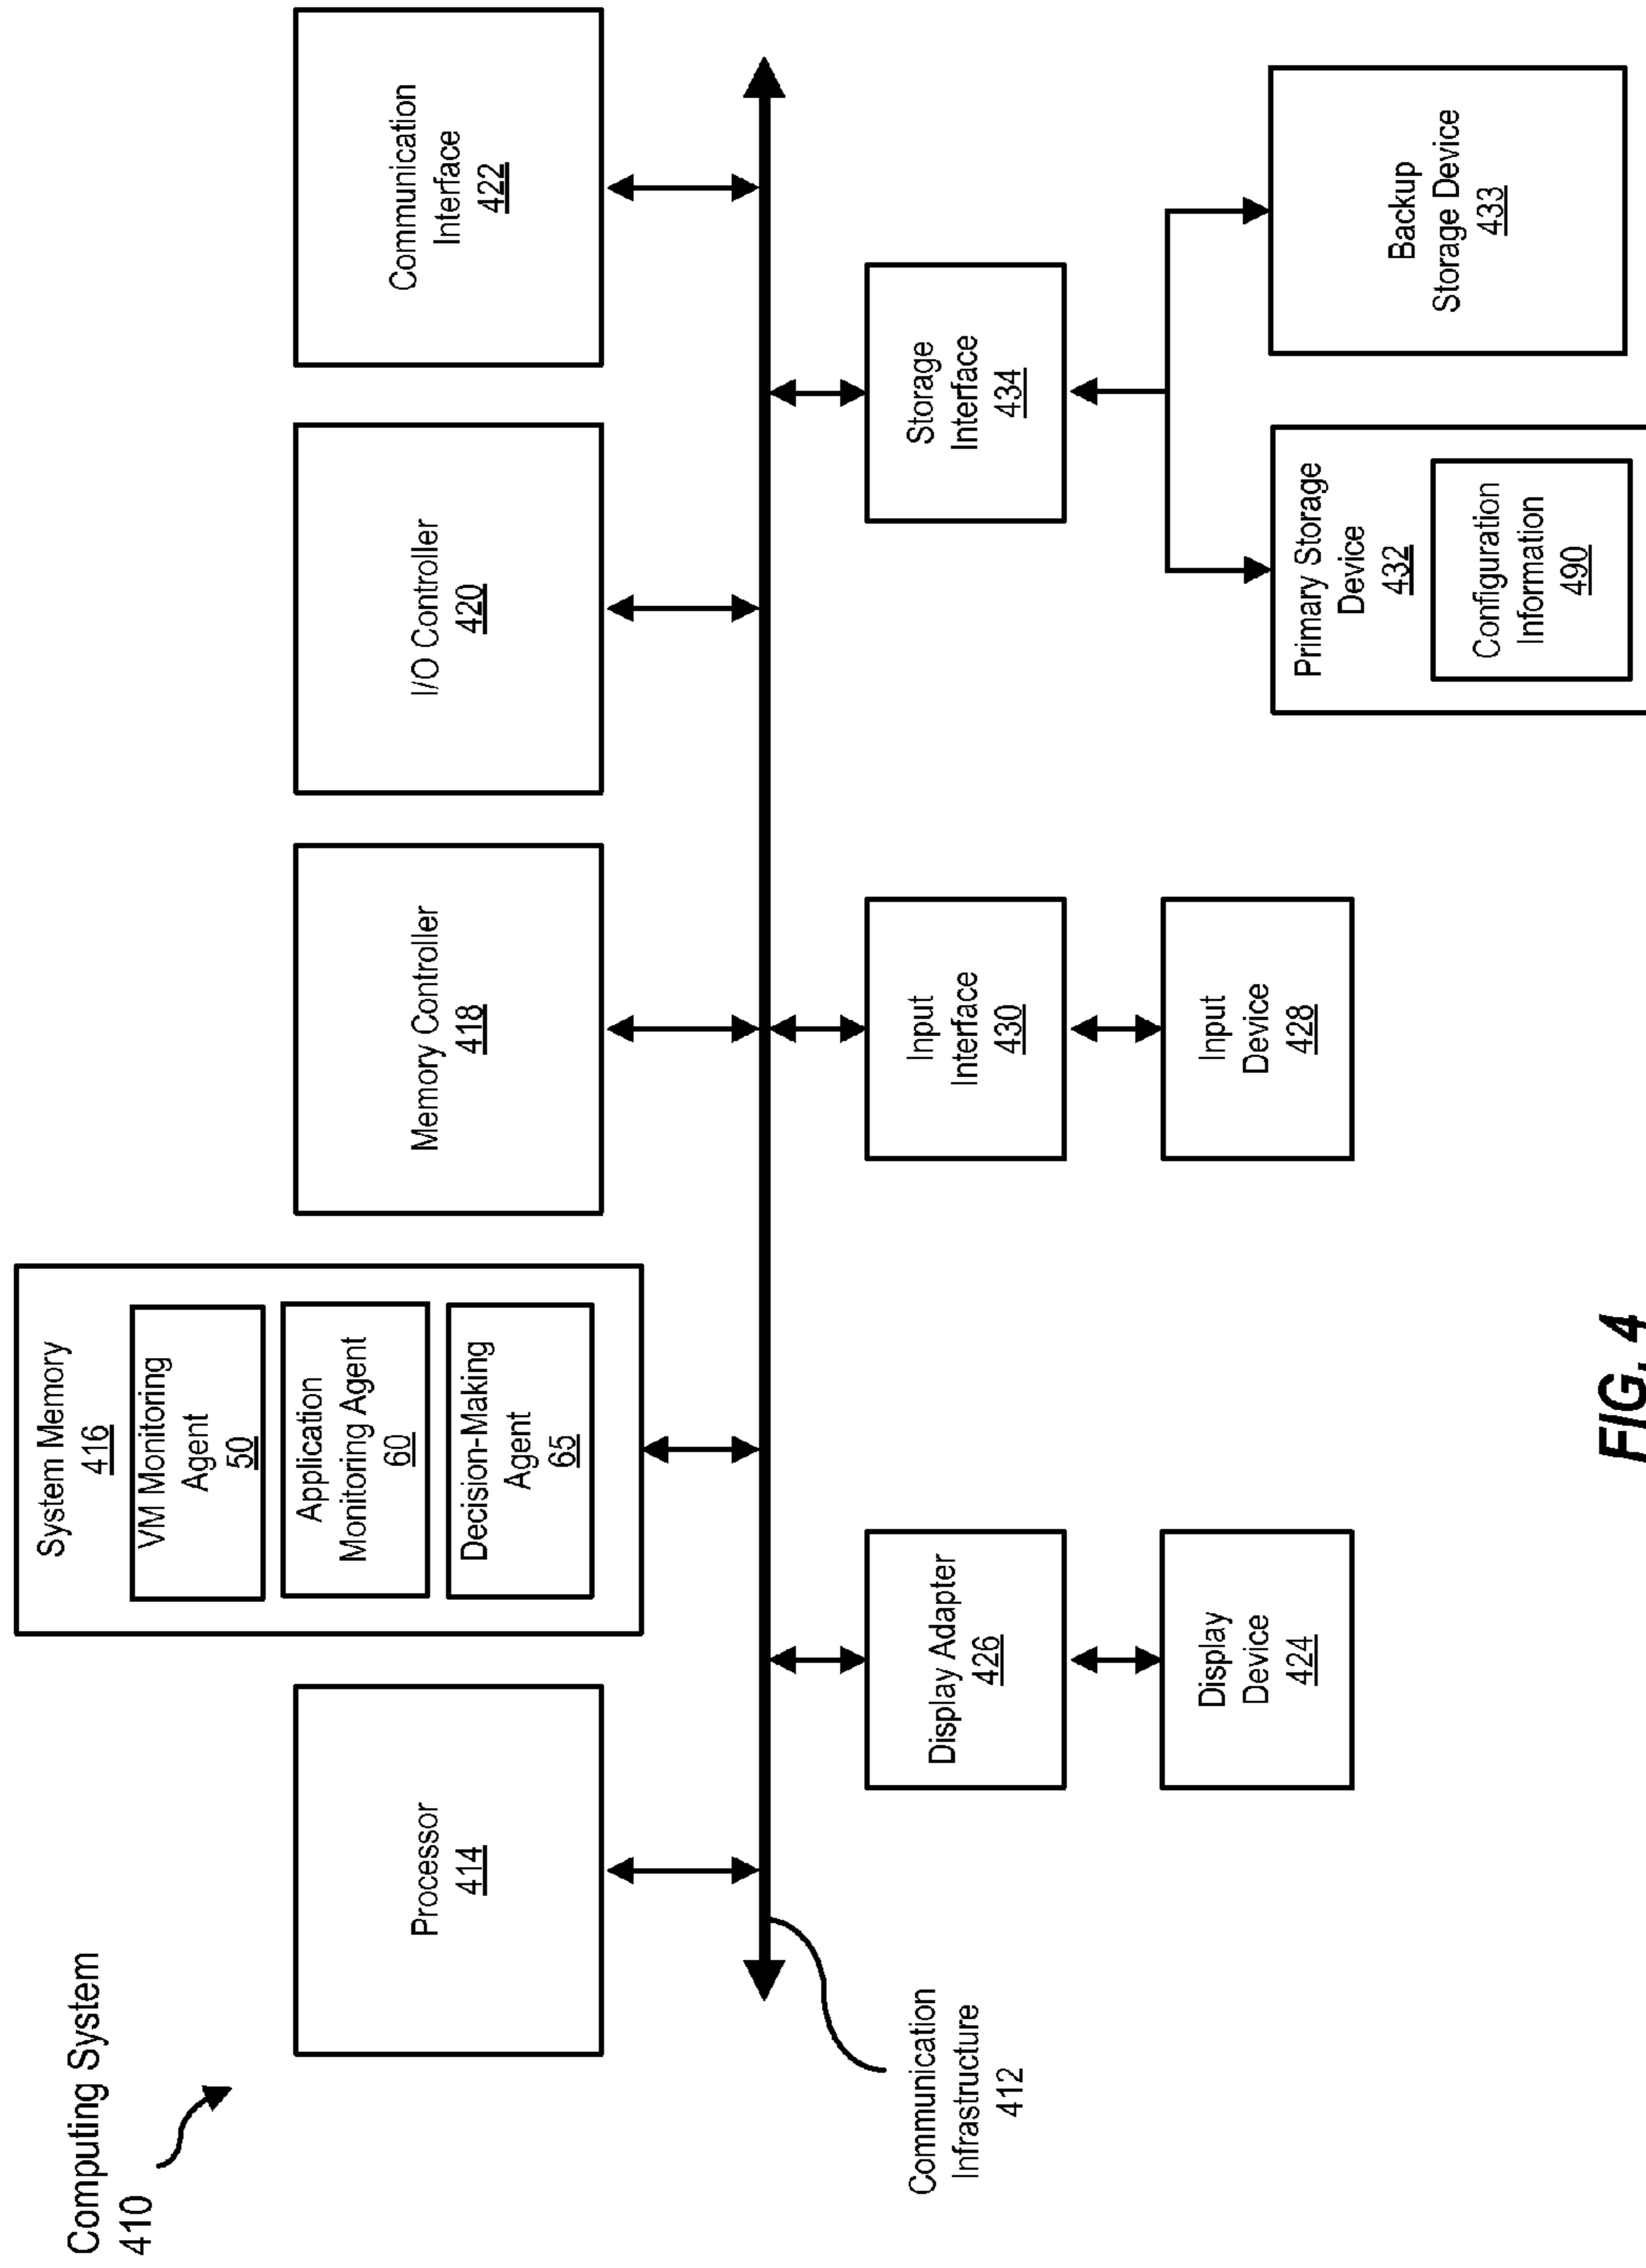 Computing System
410
Processor
414
System Memory
416
VM Monitoring
Agent
50
Application
Monitoring Agent
60
Decision-Making
Agent
65
Memory Controller
418
I/O Controller
420
Communication
Interface
422
Communication
Infrastructure
412
Display Adapter
426
Input
Interface
430
Storage
Interface
434
Display
Device
424
Input
Device
428
Primary Storage
Device
432
Configuration
Information
490
Backup
Storage Device
433
FIG. 4